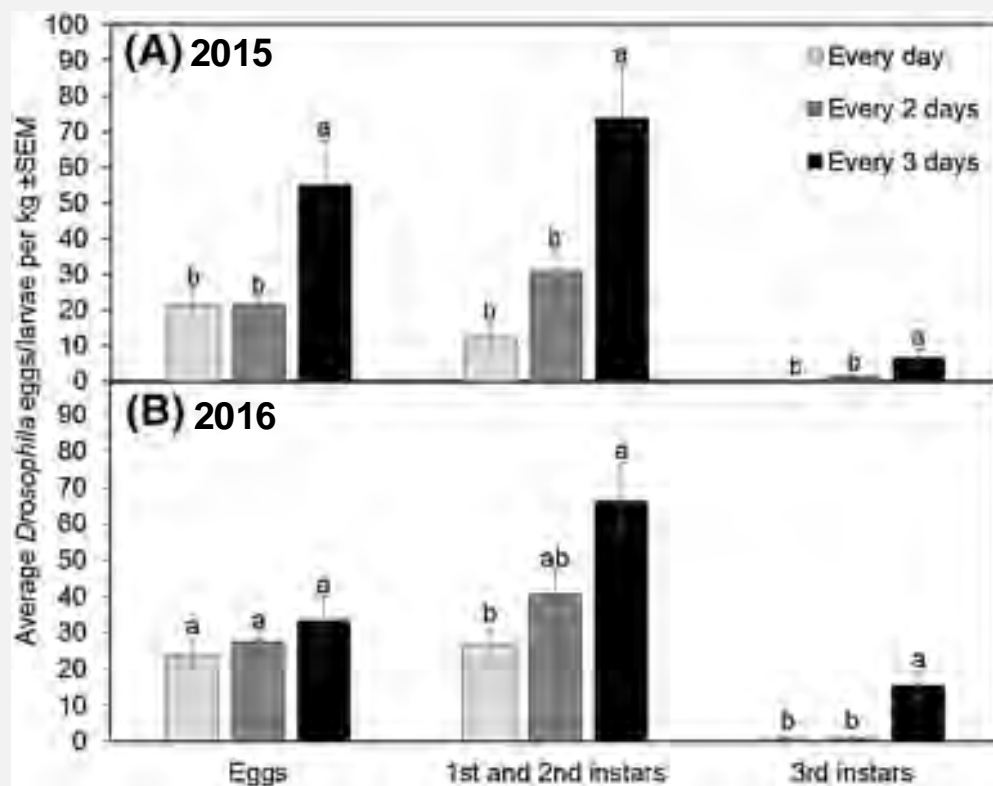 Average Drosophila eggs/larvae per kg ±SEM
100
90
80
70
60
50
40
30
20
10
0
(A) 2015
Every day
Every 2 days
Every 3 days
b
b
a
b
b
a
b
b
a
90
80
70
60
50
40
30
20
10
0
(B) 2016
a
a
a
b
ab
a
b
b
a
Eggs
1st and 2nd instars
3rd instars